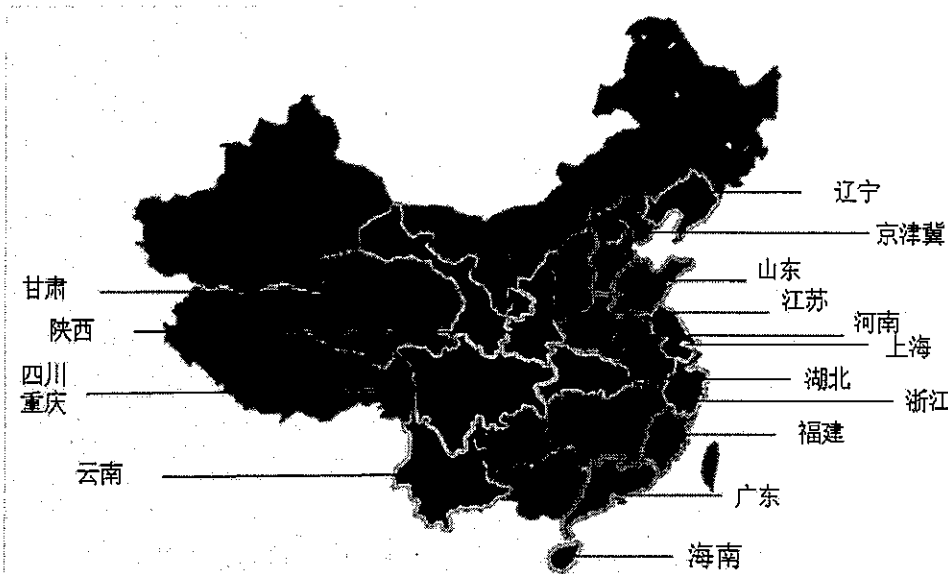 辽宁
京津冀
山东
甘肃
江苏
河南
陕西
上海
四川
重庆
湖北
浙江
福建
云南
广东
海南